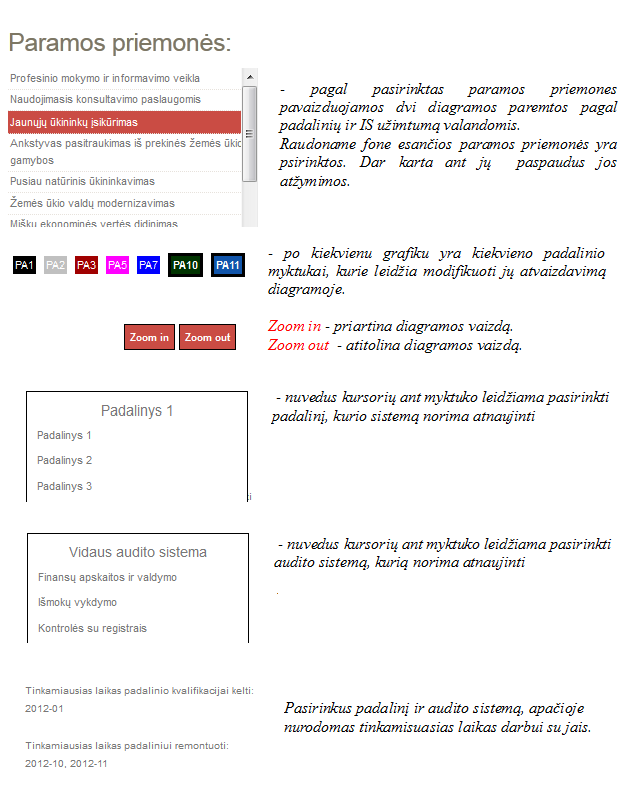 Paramos priemonės:
Profesinio mokymo ir informavimo veikla
Naudojimasis konsultavimo paslaugomis
Jaunųjų ūkininkų įsikūrimas
Ankstyvas pasitraukimas iš prekinės žemės ūkio
gamybos
Pusiau natūrinis ūkininkavimas
Žemės ūkio valdų modernizavimas
Miškų ekonominės vertės didinimas
- pagal pasirinktas paramos priemones
pavaizduojamos dvi diagramos paremtos pagal
padalinių ir IS užimtumą valandomis.
Raudoname fone esančios paramos priemonės yra
psirinktos. Dar karta ant jų paspaudus jos
atžymimos.
PA1 PA2 PA3 PA5 PA7 PA10 PA11
- po kiekvienu grafiku yra kiekvieno padalinio
myktukai, kurie leidžia modifikuoti jų atvaizdavimą
diagramoje.
Zoom in Zoom out
Zoom in - priartina diagramos vaizdą.
Zoom out - atitolina diagramos vaizdą.
Padalinys 1
Padalinys 1
Padalinys 2
Padalinys 3
- nuvedus kursorių ant myktuko leidžiama pasirinkti
padalinį, kurio sistemą norima atnaujinti
Vidaus audito sistema
Finansų apskaitos ir valdymo
Išmokų vykdymo
Kontrolės su registrais
- nuvedus kursorių ant myktuko leidžiama pasirinkti
audito sistemą, kurią norima atnaujinti
Tinkamiausias laikas padalinio kvalifikacijai kelti:
2012-01
Tinkamiausias laikas padaliniui remontuoti:
2012-10, 2012-11
Pasirinkus padalinį ir audito sistemą, apačioje
nurodomas tinkamisuasias laikas darbui su jais.